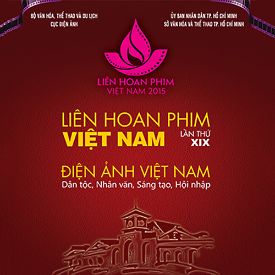 BỘ VĂN HÓA, THỂ THAO VÀ DU LỊCH
CỤC ĐIỆN ẢNH
ỦY BAN NHÂN DÂN TP. HỒ CHÍ MINH
SỞ VĂN HÓA VÀ THỂ THAO TP. HỒ CHÍ MINH
LIÊN HOAN PHIM
VIỆT NAM 2015
LIÊN HOAN PHIM
VIỆT NAM LẦN THỨ
XIX
ĐIỆN ẢNH VIỆT NAM
Dân tộc, Nhân văn, Sáng tạo, Hội nhập